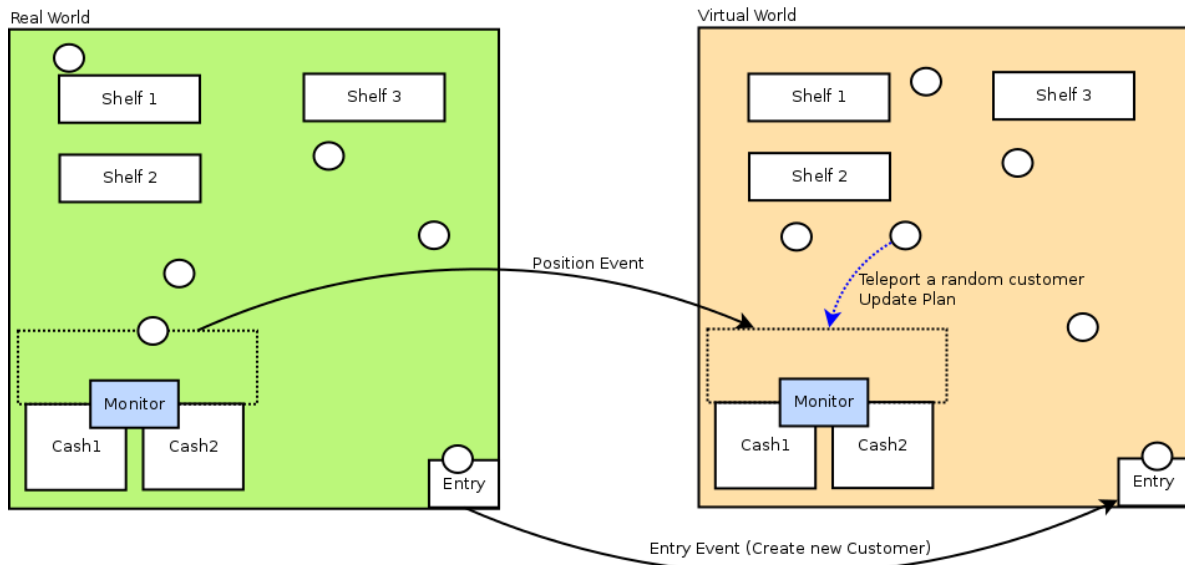 Real World
Virtual World
Shelf 1
Shelf 3
Shelf 2
Shelf 1
Shelf 3
Shelf 2
Position Event
Teleport a random customer
Update Plan
Monitor
Cash1
Cash2
Entry
Monitor
Cash1
Cash2
Entry
Entry Event (Create new Customer)